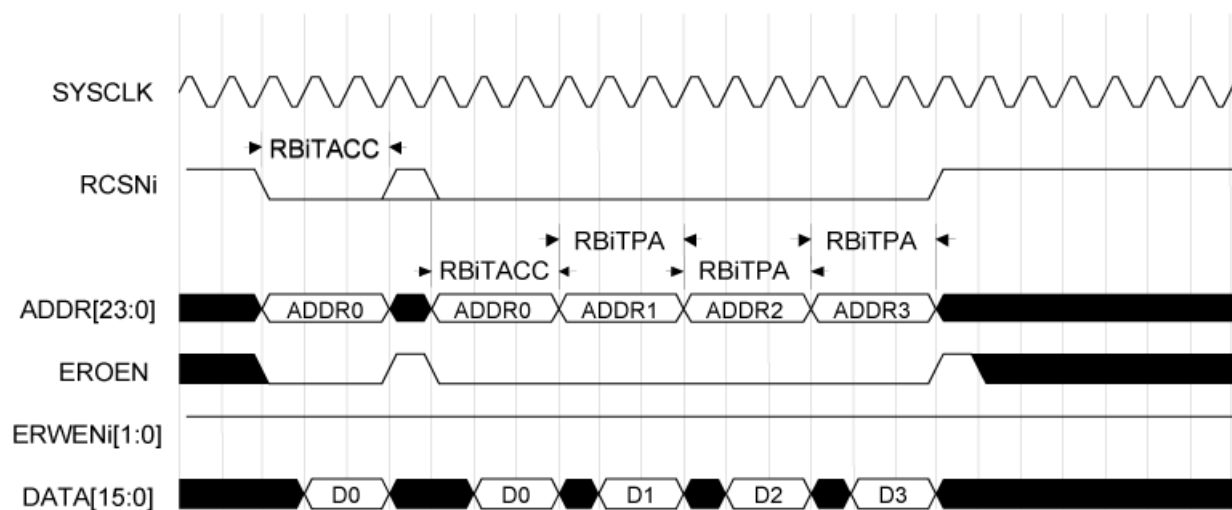 SYSCLK
RBiTACC
RCSNi
RBiTPA RBiTPA
RBiTACC RBiTPA
ADDR[23:0] ADDR0 ADDR0 ADDR1 ADDR2 ADDR3
EROEN
ERWENi[1:0]
DATA[15:0] D0 D0 D1 D2 D3